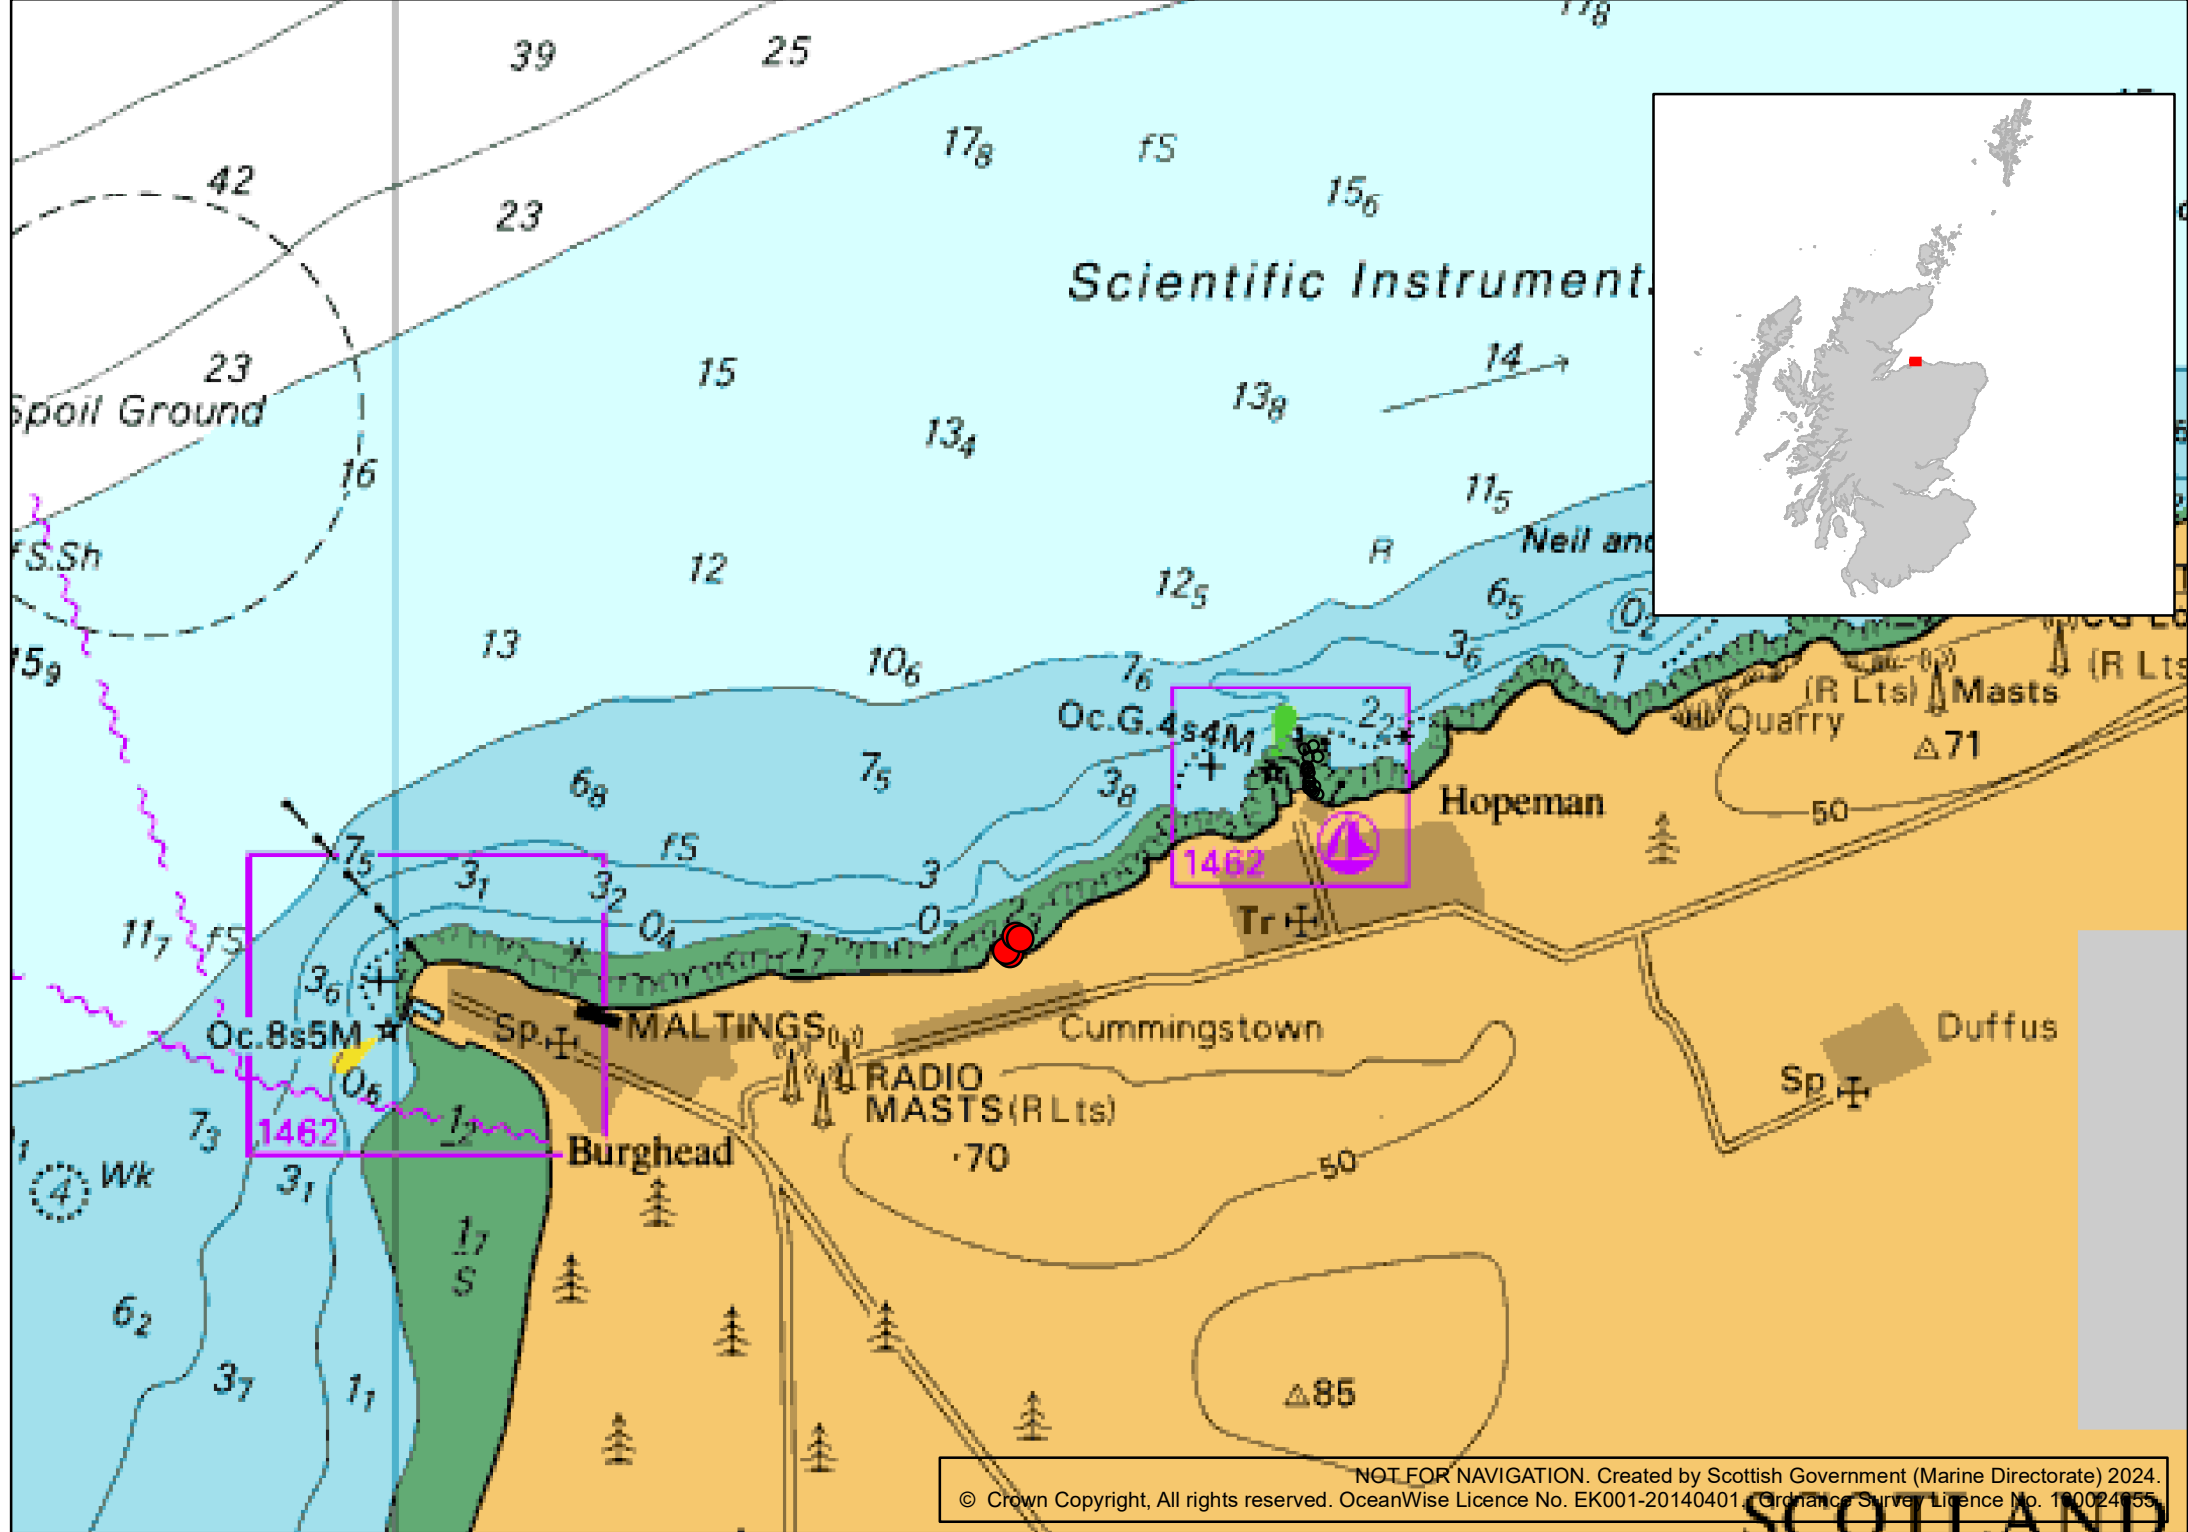 17₈
39
25
17₈
fS
15₆
42
23
Scientific Instrument
23
15
14
13₈
Spoil Ground
13₄
16
11₅
fS.Sh
12
R
Neil and
12₅
6₅
0₂
13
15₉
10₆
7₆
3₆
1
(R Lts)
(R Lts)
Masts
Oc.G.4s4M
2₂
Quarry
71
6₈
7₅
3₈
Hopeman
50
7₅
fS
3₁
3₂
3
1462
11₇
fS
0₄
0
Tr
1₇
3₆
Oc.8s5M
Sp
MALTINGS
Cummingstown
Duffus
0₆
RADIO
MASTS(R Lts)
Sp
7₃
1462
1₂
Burghead
70
50
4
Wk
3₁
1₇
S
6₂
3₇
1₁
85
NOT FOR NAVIGATION. Created by Scottish Government (Marine Directorate) 2024.
© Crown Copyright, All rights reserved. OceanWise Licence No. EK001-20140401. Ordnance Survey Licence No. 100024655.
SCOTLAND